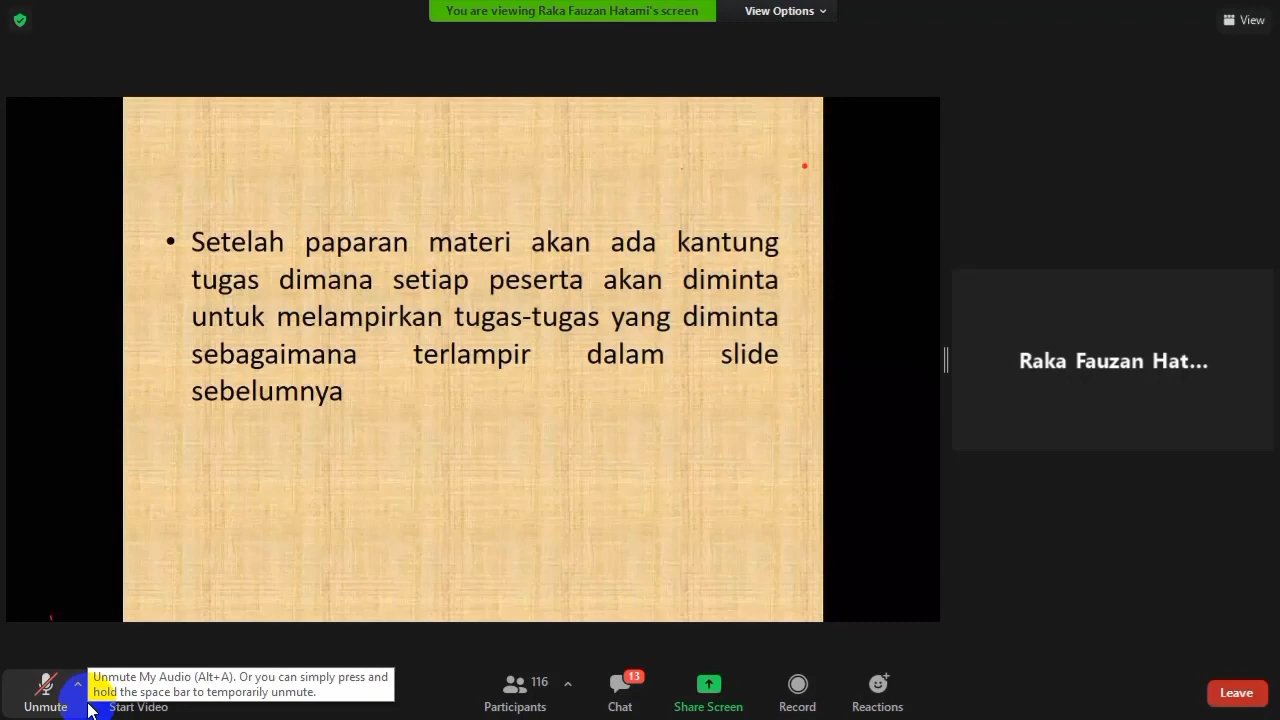 You are viewing Raka Fauzan Hatami's screen
View Options
View
• Setelah paparan materi akan ada kantung
tugas dimana setiap peserta akan diminta
untuk melampirkan tugas-tugas yang diminta
sebagaimana terlampir dalam slide
sebelumnya
Raka Fauzan Hat...
Unmute My Audio (Alt+A). Or you can simply press and
hold the space bar to temporarily unmute.
116
13
Unmute
Start Video
Participants
Chat
Share Screen
Record
Reactions
Leave